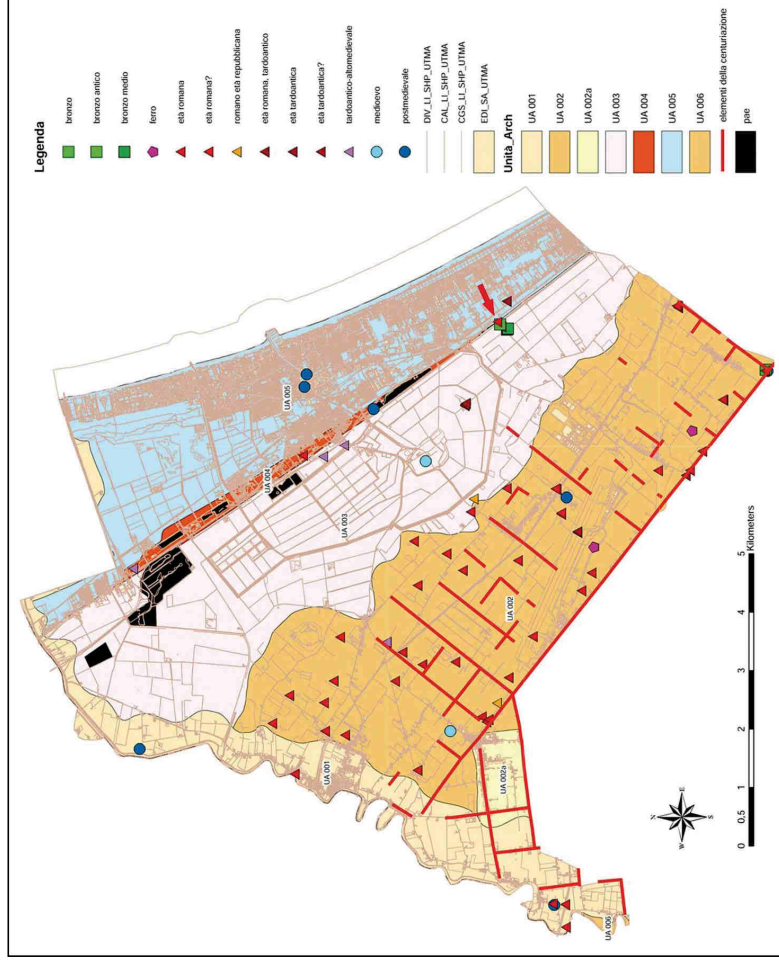 Legenda
bronzo
bronzo antico
bronzo medio
ferro
età romana
età romana?
romano età repubblicana
età romana, tardoantico
età tardoantica
età tardoantica?
tardoantico-altomedievale
medioevo
postmedievale
DIV_LI_SHP_UTMA
CAL_LI_SHP_UTMA
CGS_LI_SHP_UTMA
EDI_SA_UTMA
Unità_Arch
UA 001
UA 002
UA 002a
UA 003
UA 004
UA 005
UA 006
elementi della centuriazione
pae
UA 005
UA 004
UA 003
UA 002
UA 001
UA 002a
UA 006
N
W
E
S
0 0,5 1 2 3 4 5
Kilometers